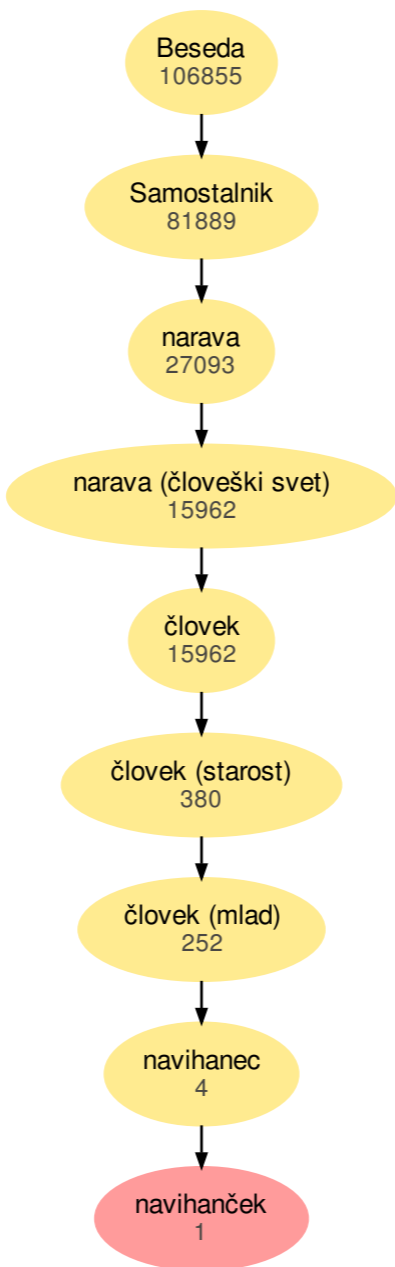 Beseda
106855
Samostalnik
81889
narava
27093
narava (človeški svet)
15962
človek
15962
človek (starost)
380
človek (mlad)
252
navihanec
4
navihanček
1